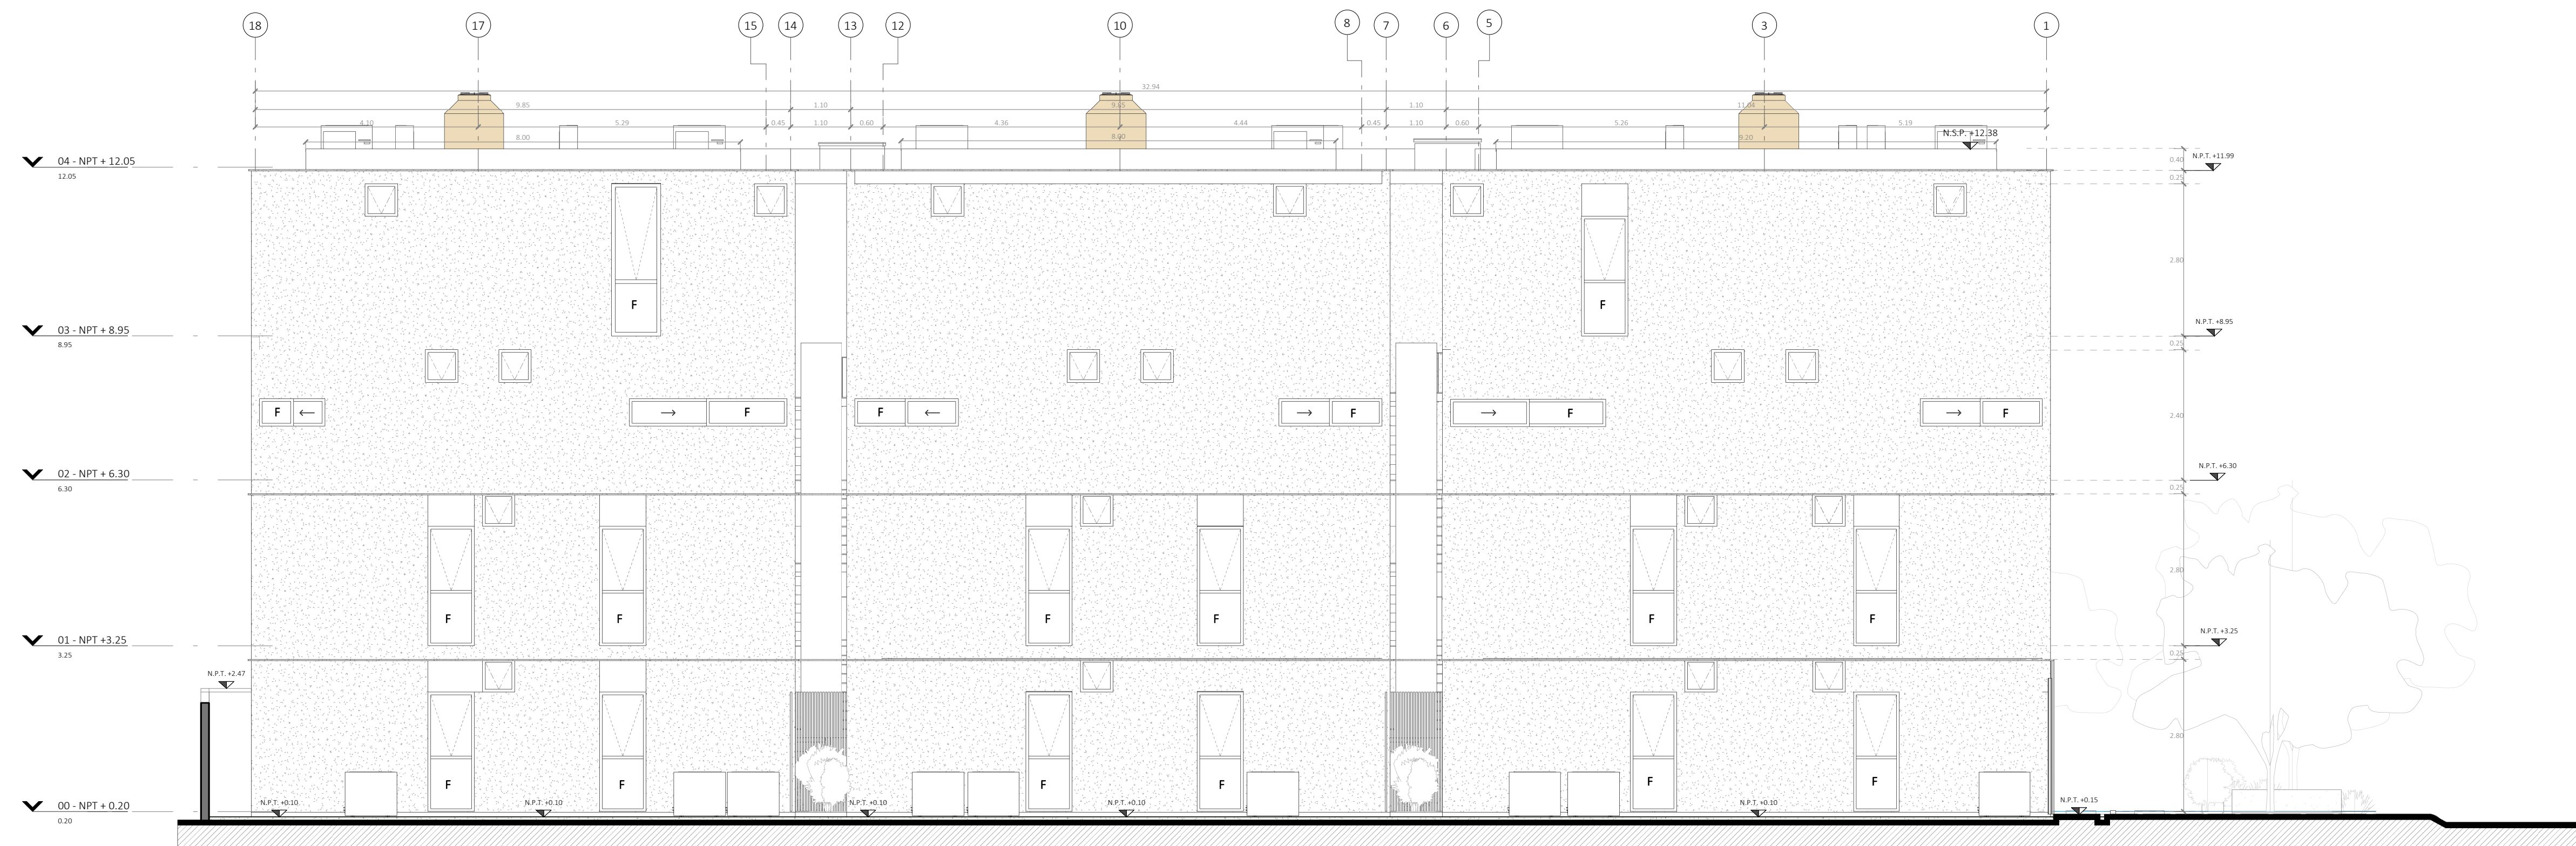 18 17 15 14 13 12 10 8 7 6 5 3 1
32.94
9.85 1.10 9.85 1.10 11.04
4.10 5.29 0.45 1.10 0.60 4.36 4.44 0.45 1.10 0.60 5.26 5.19
8.00 8.00 9.20
N.S.P. +12.38
04 - NPT + 12.05
12.05
N.P.T. +11.99
0.40
0.25
2.80
F F
03 - NPT + 8.95
8.95
N.P.T. +8.95
0.25
F F F F F F
2.40
02 - NPT + 6.30
6.30
N.P.T. +6.30
0.25
2.80
F F F F F F
01 - NPT +3.25
3.25
N.P.T. +3.25
0.25
N.P.T. +2.47
2.80
F F F F F F
00 - NPT + 0.20
0.20
N.P.T. +0.10 N.P.T. +0.10 N.P.T. +0.10 N.P.T. +0.10 N.P.T. +0.10 N.P.T. +0.15